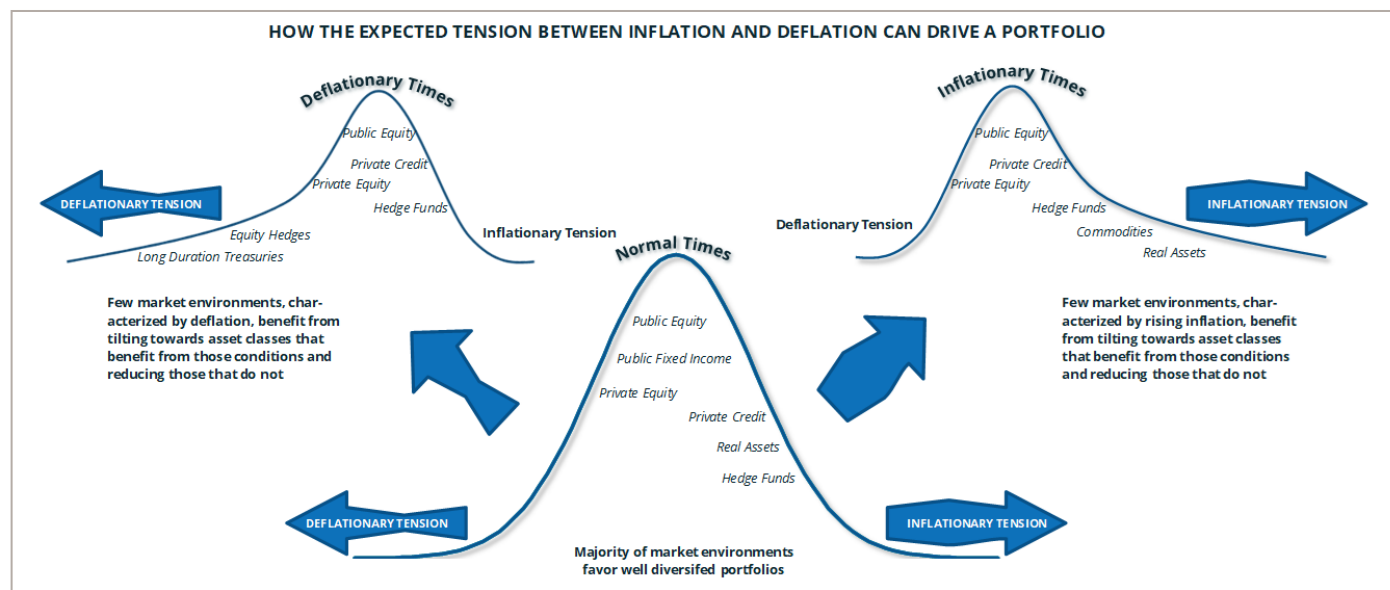 HOW THE EXPECTED TENSION BETWEEN INFLATION AND DEFLATION CAN DRIVE A PORTFOLIO
Deflationary Times
Public Equity
Private Credit
Private Equity
Hedge Funds
DEFLATIONARY TENSION
Equity Hedges
Long Duration Treasuries
Inflationary Tension
Few market environments, char-
acterized by deflation, benefit from
tilting towards asset classes that
benefit from those conditions and
reducing those that do not
Inflationary Times
Public Equity
Private Credit
Private Equity
Hedge Funds
Commodities
Real Assets
Deflationary Tension
INFLATIONARY TENSION
Few market environments, char-
acterized by rising inflation, benefit
from tilting towards asset classes
that benefit from those conditions
and reducing those that do not
Normal Times
Public Equity
Public Fixed Income
Private Equity
Private Credit
Real Assets
Hedge Funds
DEFLATIONARY TENSION
INFLATIONARY TENSION
Majority of market environments
favor well diversifed portfolios